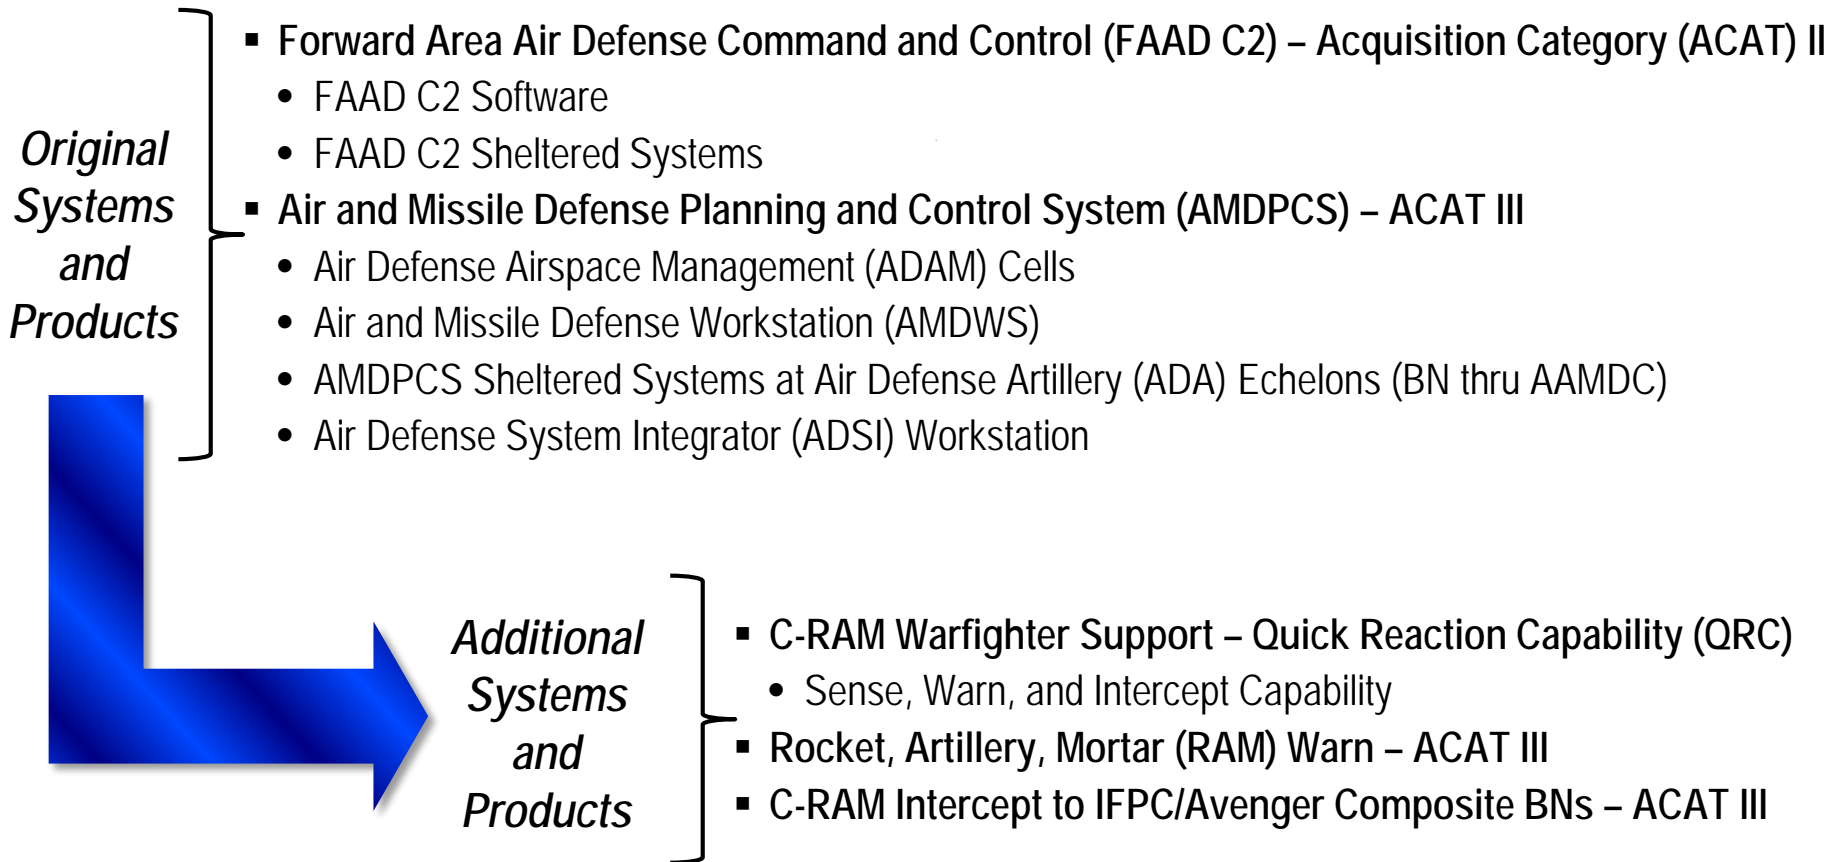 Original
Systems
and
Products
▪ Forward Area Air Defense Command and Control (FAAD C2) – Acquisition Category (ACAT) II
• FAAD C2 Software
• FAAD C2 Sheltered Systems
▪ Air and Missile Defense Planning and Control System (AMDPCS) – ACAT III
• Air Defense Airspace Management (ADAM) Cells
• Air and Missile Defense Workstation (AMDWS)
• AMDPCS Sheltered Systems at Air Defense Artillery (ADA) Echelons (BN thru AAMDC)
• Air Defense System Integrator (ADSI) Workstation
Additional
Systems
and
Products
▪ C-RAM Warfighter Support – Quick Reaction Capability (QRC)
• Sense, Warn, and Intercept Capability
▪ Rocket, Artillery, Mortar (RAM) Warn – ACAT III
▪ C-RAM Intercept to IFPC/Avenger Composite BNs – ACAT III